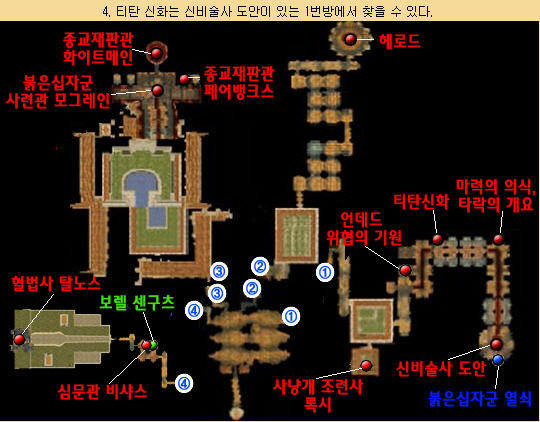 4. 티탄 신화는 신비술사 도안이 있는 1번방에서 찾을 수 있다.
종교재판관
화이트메인
헤로드
종교재판관
페어뱅크스
붉은십자군
사련관 모그레인
마력의 의식,
타락의 개요
티탄신화
언데드
위협의 기원
③
②
①
혈법사 탈노스
보렐 센구츠
③
④
②
①
신비술사 도안
심문관 비샤스
④
사냥개 조련사
록시
붉은십자군 열쇠